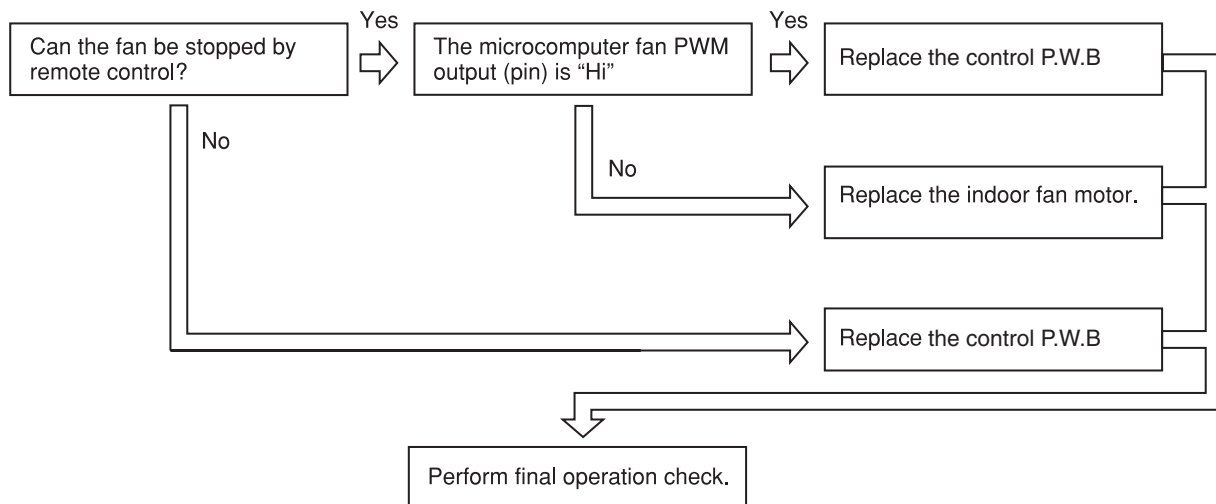 Yes
Yes
Can the fan be stopped by
remote control?
The microcomputer fan PWM
output (pin) is “Hi”
Replace the control P.W.B
No
No
Replace the indoor fan motor.
Replace the control P.W.B
Perform final operation check.